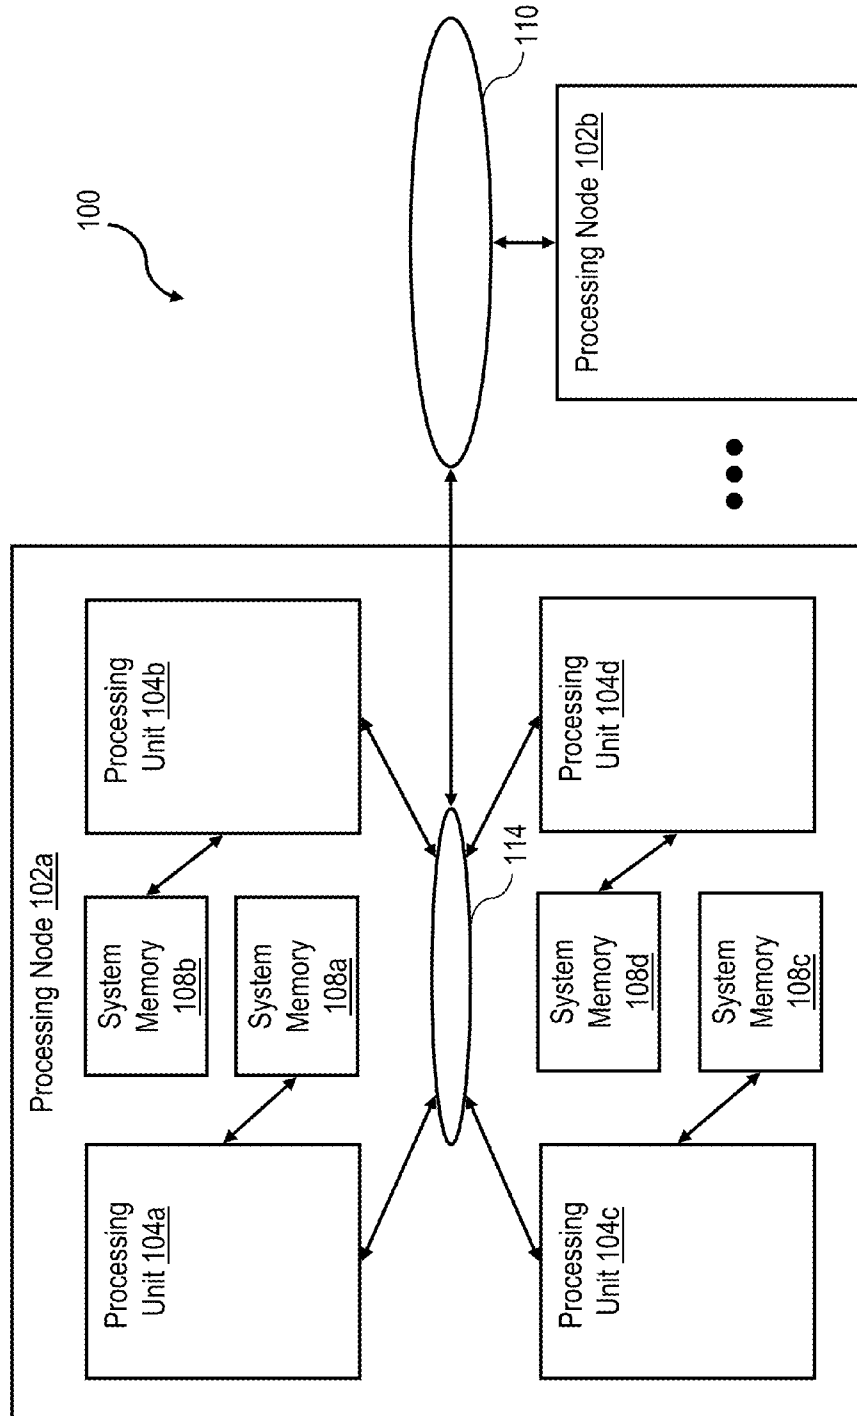 100
Processing Node 102a
Processing
Unit 104a
System
Memory
108b
System
Memory
108a
Processing
Unit 104b
110
114
Processing Node 102b
Processing
Unit 104c
System
Memory
108d
System
Memory
108c
Processing
Unit 104d